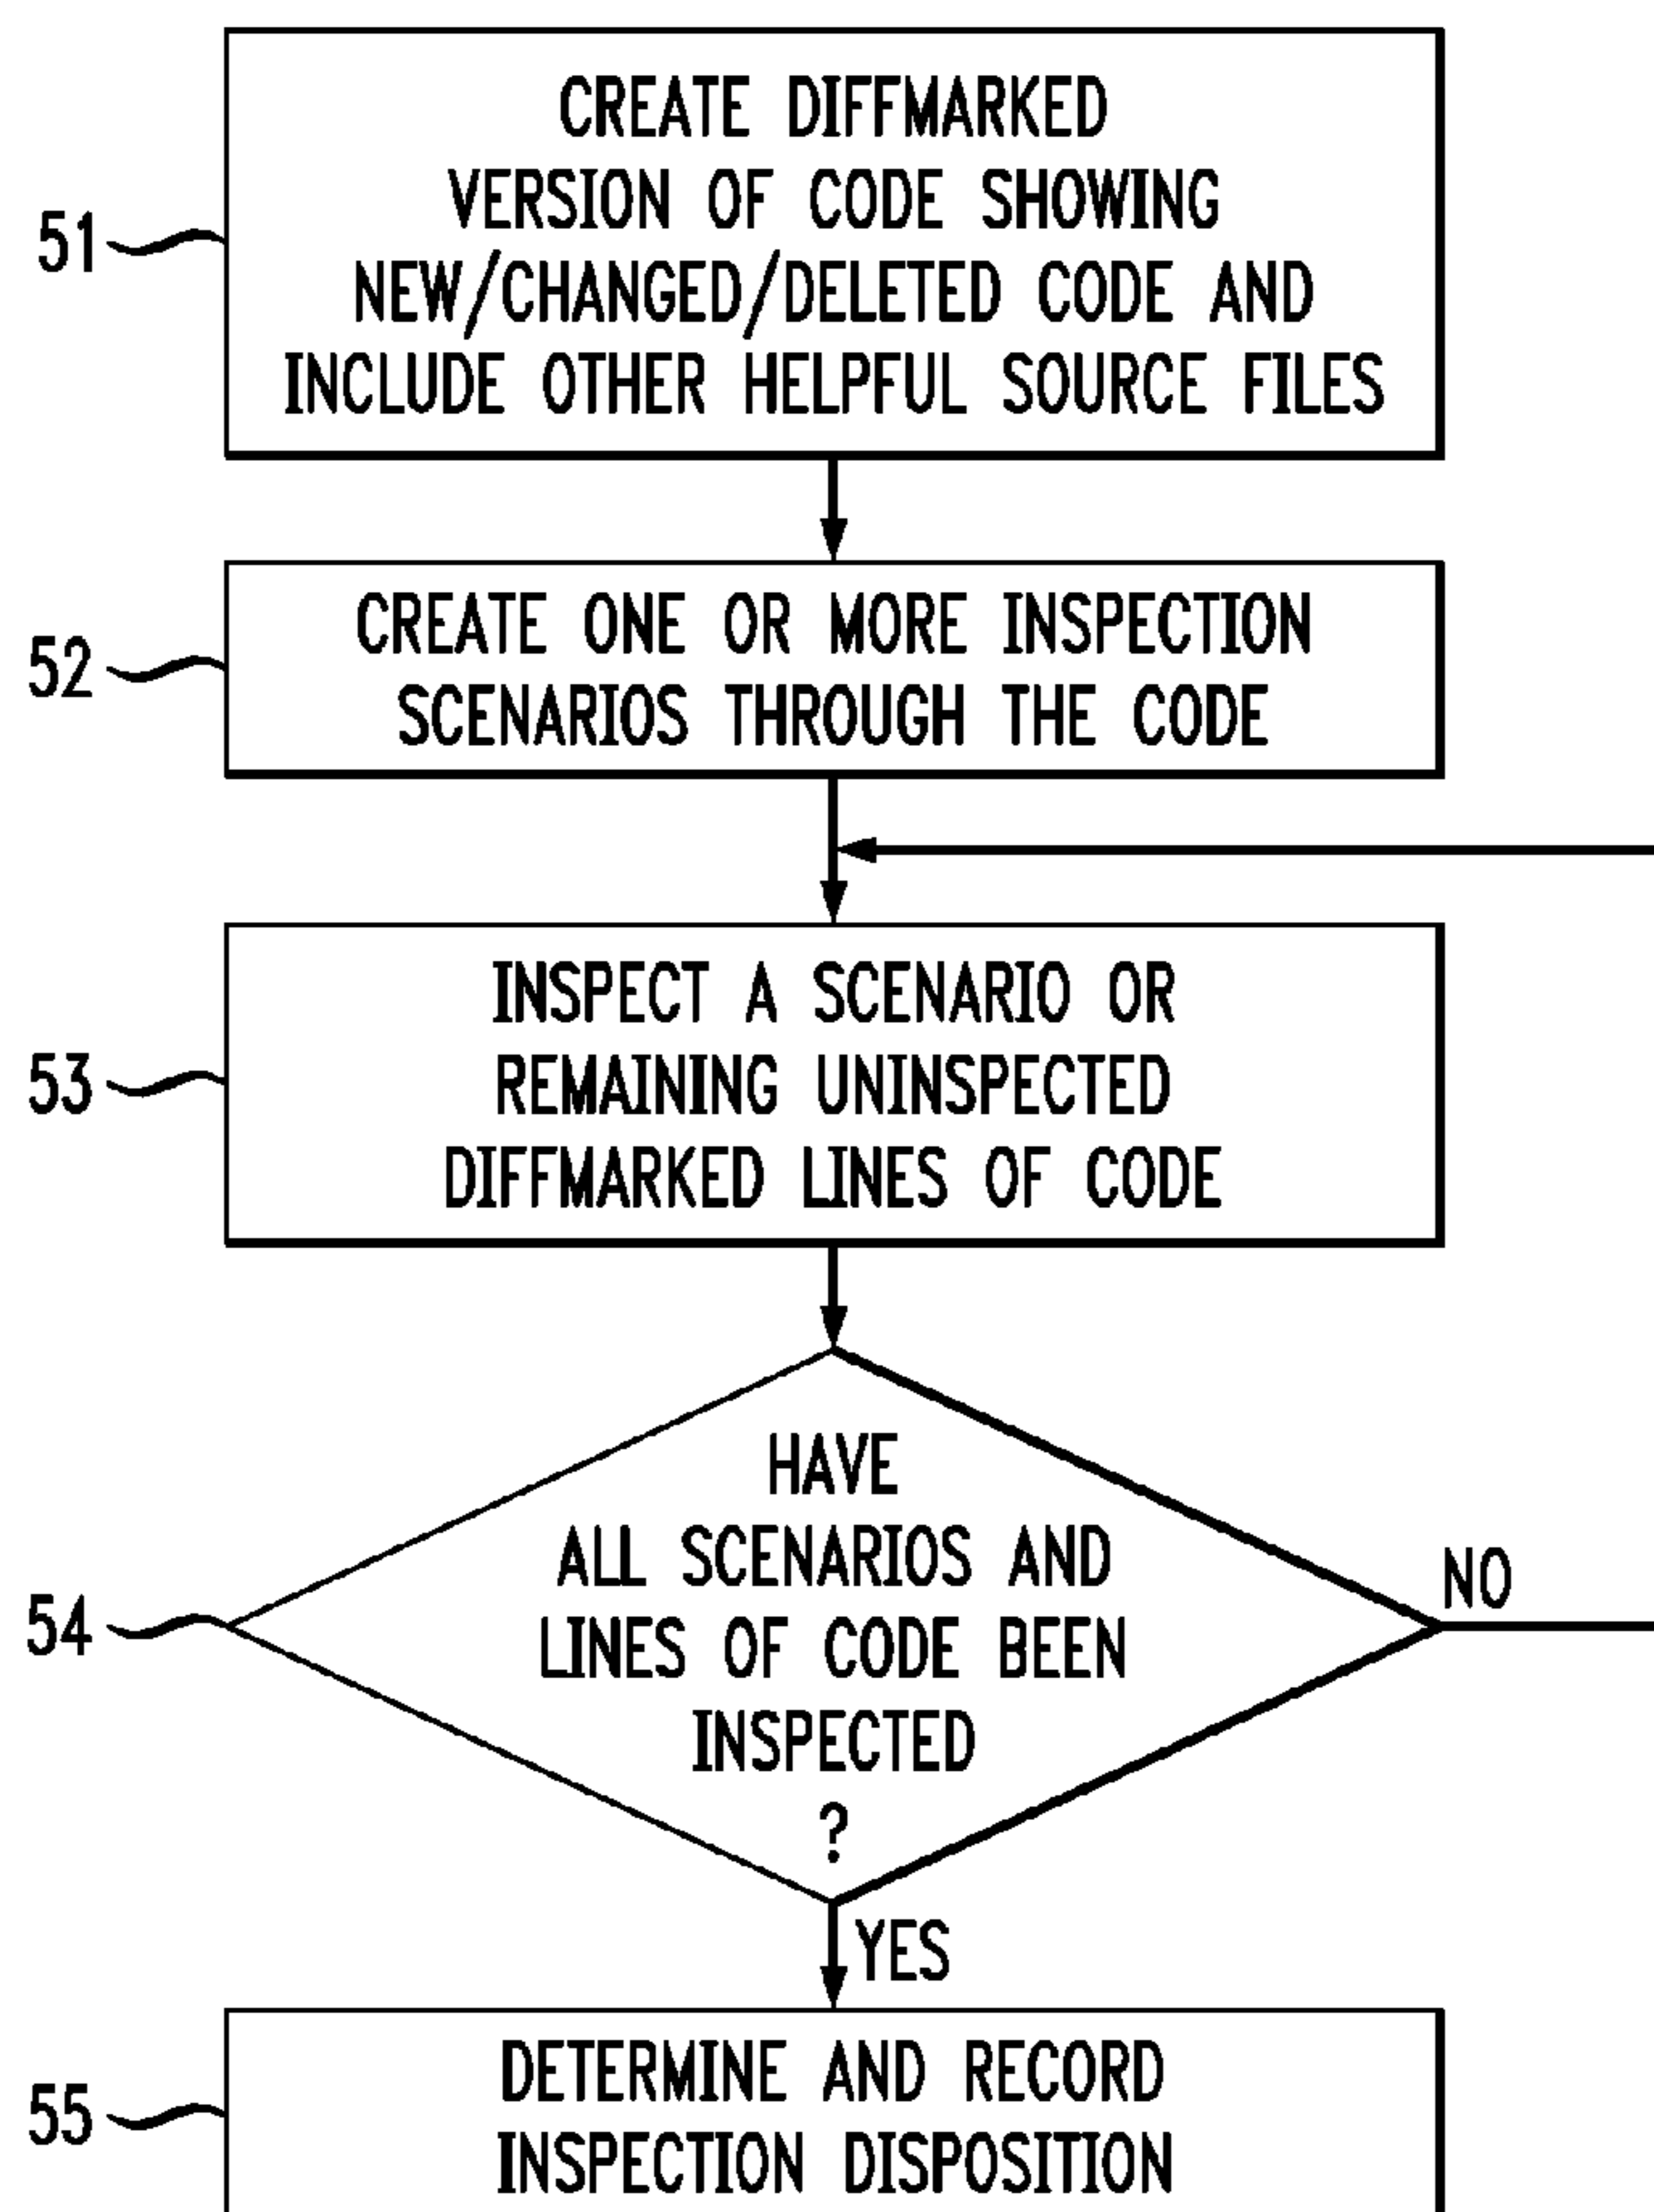 51
CREATE DIFFMARKED
VERSION OF CODE SHOWING
NEW/CHANGED/DELETED CODE AND
INCLUDE OTHER HELPFUL SOURCE FILES
52
CREATE ONE OR MORE INSPECTION
SCENARIOS THROUGH THE CODE
53
INSPECT A SCENARIO OR
REMAINING UNINSPECTED
DIFFMARKED LINES OF CODE
54
HAVE
ALL SCENARIOS AND
LINES OF CODE BEEN
INSPECTED
?
NO
YES
55
DETERMINE AND RECORD
INSPECTION DISPOSITION